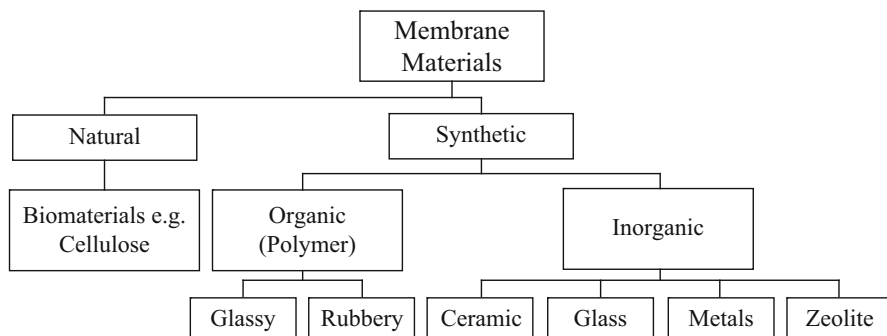 Membrane
Materials
Natural
Synthetic
Biomaterials e.g.
Cellulose
Organic
(Polymer)
Inorganic
Glassy
Rubbery
Ceramic
Glass
Metals
Zeolite